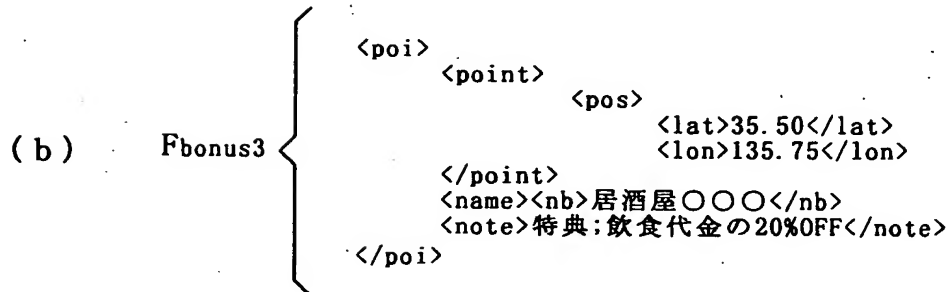 <poi>
<point>
<pos>
<lat>35.50</lat>
(b) Fbonus3 <lon>135.75</lon>
</point>
<name><nb>居酒屋○○○</nb>
<note>特典;飲食代金の20%OFF</note>
</poi>